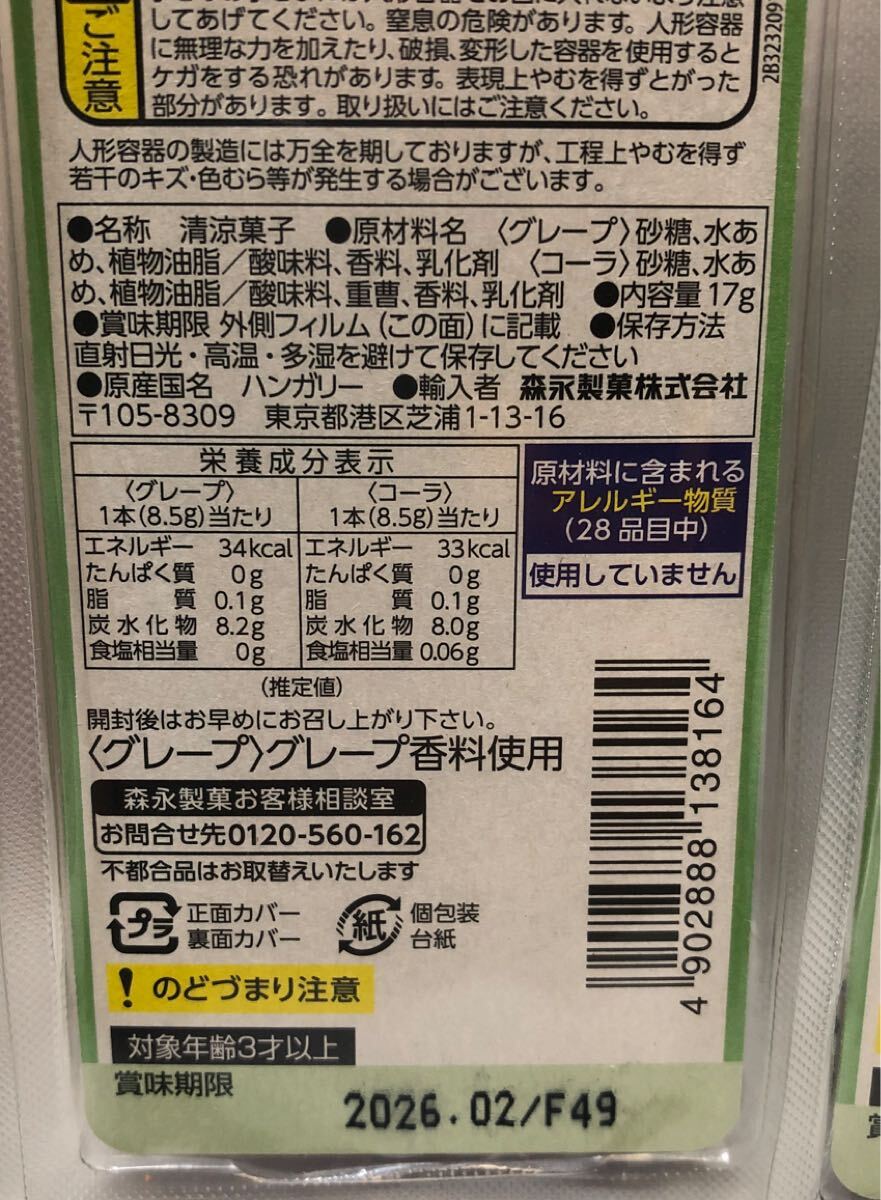 してあげてください。窒息の危険があります。人形容器
に無理な力を加えたり、破損、変形した容器を使用すると
ケガをする恐れがあります。表現上やむを得ずとがった
部分があります。取り扱いにはご注意ください。
ご注意
2B323209
人形容器の製造には万全を期しておりますが、工程上やむを得ず
若干のキズ・色むら等が発生する場合がございます。
●名称 清涼菓子 ●原材料名 〈グレープ〉砂糖、水あ
め、植物油脂／酸味料、香料、乳化剤 〈コーラ〉砂糖、水あ
め、植物油脂／酸味料、重曹、香料、乳化剤 ●内容量 17g
●賞味期限 外側フィルム（この面）に記載 ●保存方法
直射日光・高温・多湿を避けて保存してください
●原産国名 ハンガリー ●輸入者 森永製菓株式会社
〒105-8309 東京都港区芝浦1-13-16
栄養成分表示
〈グレープ〉
1本(8.5g)当たり
エネルギー 34kcal
たんぱく質 0g
脂質 0.1g
炭水化物 8.2g
食塩相当量 0g
〈コーラ〉
1本(8.5g)当たり
エネルギー 33kcal
たんぱく質 0g
脂質 0.1g
炭水化物 8.0g
食塩相当量 0.06g
（推定値）
原材料に含まれる
アレルギー物質
（28品目中）
使用していません
開封後はお早めにお召し上がり下さい。
〈グレープ〉グレープ香料使用
森永製菓お客様相談室
お問合せ先0120-560-162
不都合品はお取替えいたします
プラ
正面カバー
裏面カバー
紙
個包装
台紙
4 902888 138164
! のどづまり注意
対象年齢3才以上
賞味期限
2026.02/F49